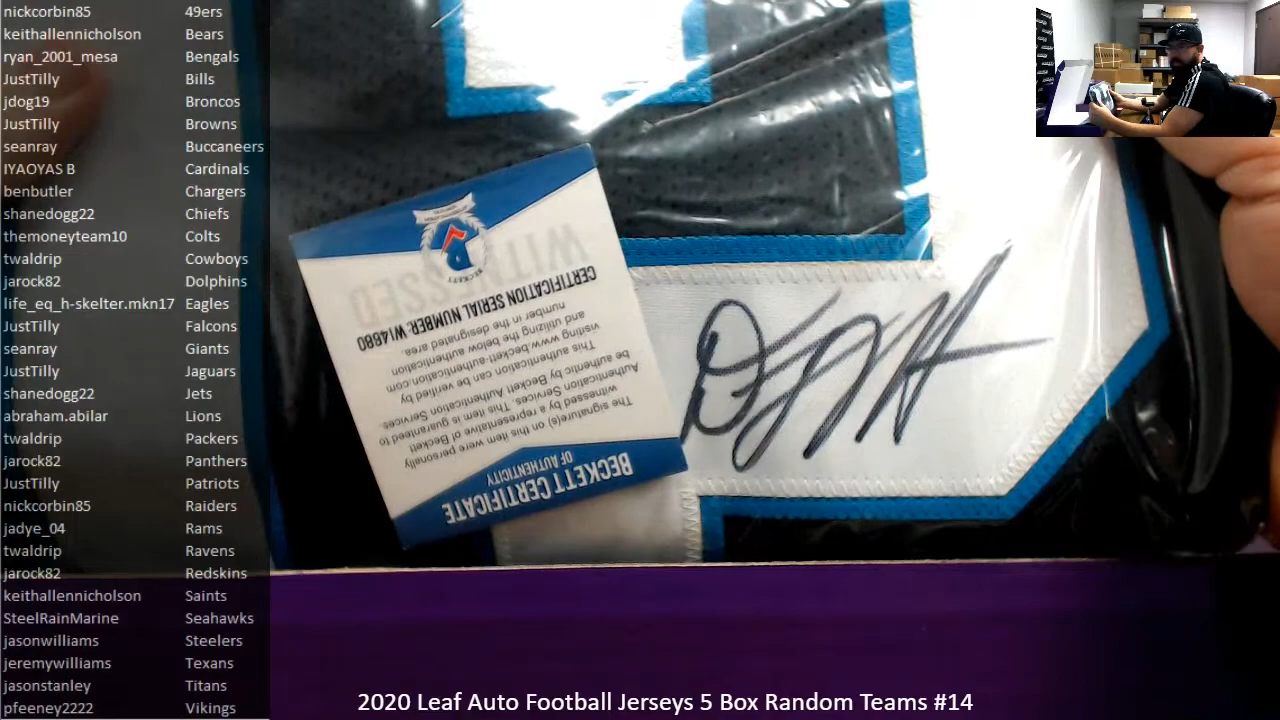 nickcorbin85 49ers
keithallennicholson Bears
ryan_2001_mesa Bengals
JustTilly Bills
jdog19 Broncos
JustTilly Browns
seanray Buccaneers
IYAOYAS B Cardinals
benbutler Chargers
shanedogg22 Chiefs
themoneyteam10 Colts
twaldrip Cowboys
jarock82 Dolphins
life_eq_h-skelter.mkn17 Eagles
JustTilly Falcons
seanray Giants
JustTilly Jaguars
shanedogg22 Jets
abraham.abilar Lions
twaldrip Packers
jarock82 Panthers
JustTilly Patriots
nickcorbin85 Raiders
jadye_04 Rams
twaldrip Ravens
jarock82 Redskins
keithallennicholson Saints
SteelRainMarine Seahawks
jasonwilliams Steelers
jeremywilliams Texans
jasonstanley Titans
pfeeney2222 Vikings
BECKETT CERTIFICATE
OF AUTHENTICITY
The signature(s) on this item were personally
witnessed by a representative of Beckett
Authentication Services. This item is guaranteed to
be authentic by Beckett Authentication Services.
This authentication can be verified by
visiting www.beckett-authentication.com
and utilizing the below authentication
number in the designated area.
CERTIFICATION SERIAL NUMBER: W114680
WITNESSED
BECKETT
2020 Leaf Auto Football Jerseys 5 Box Random Teams #14